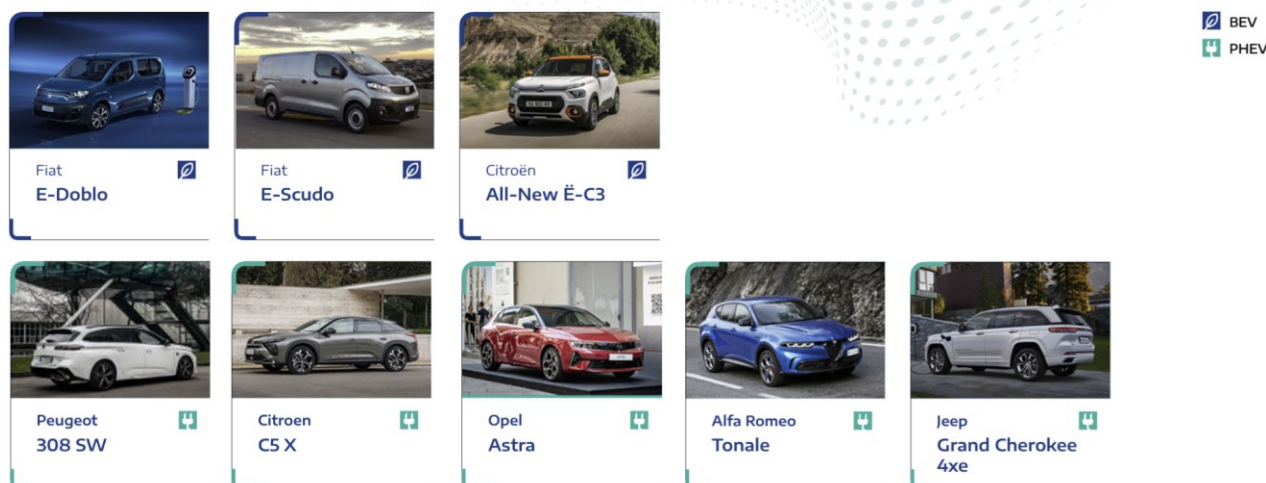 BEV
PHEV
Fiat
E-Doblo
Fiat
E-Scudo
Citroën
All-New Ë-C3
Peugeot
308 SW
Citroen
C5 X
Opel
Astra
Alfa Romeo
Tonale
Jeep
Grand Cherokee
4xe